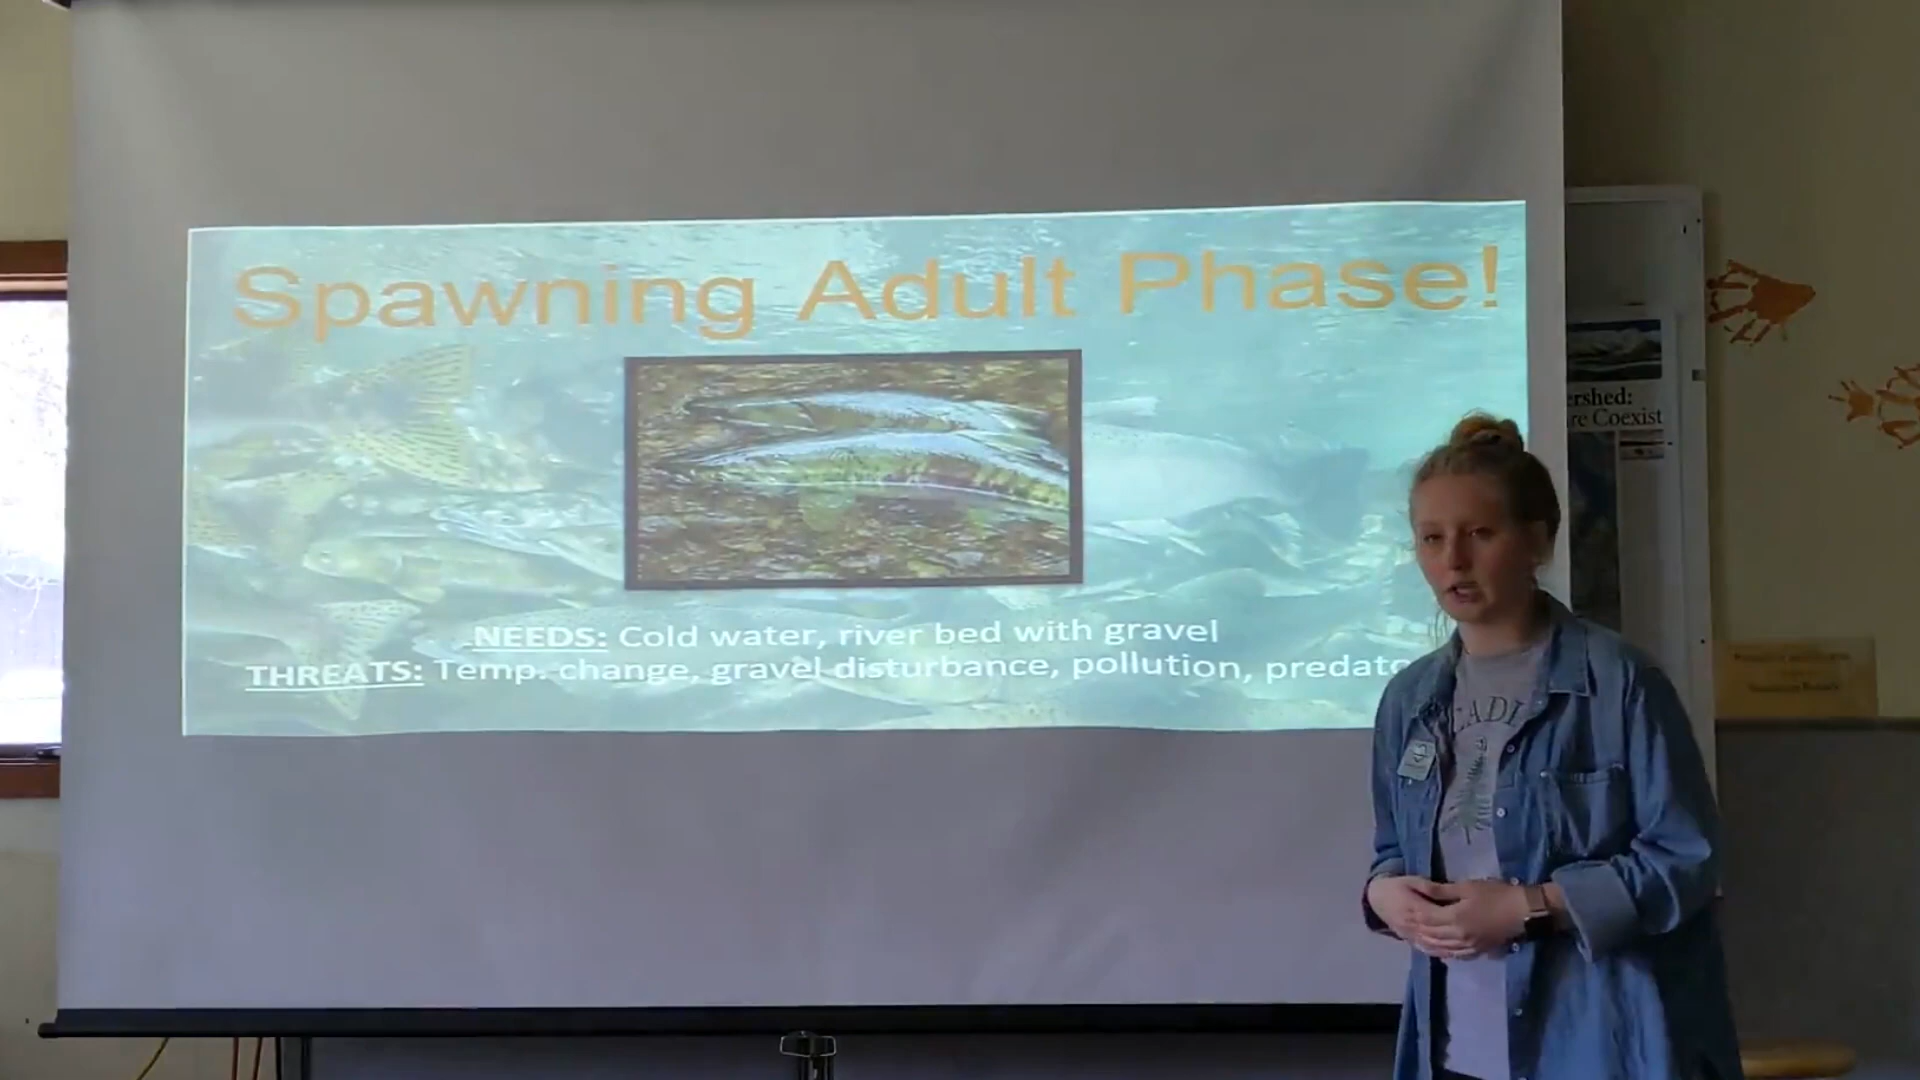 Spawning Adult Phase!
NEEDS: Cold water, river bed with gravel
THREATS: Temp. change, gravel disturbance, pollution, predato
ershed:
re Coexist
CADI